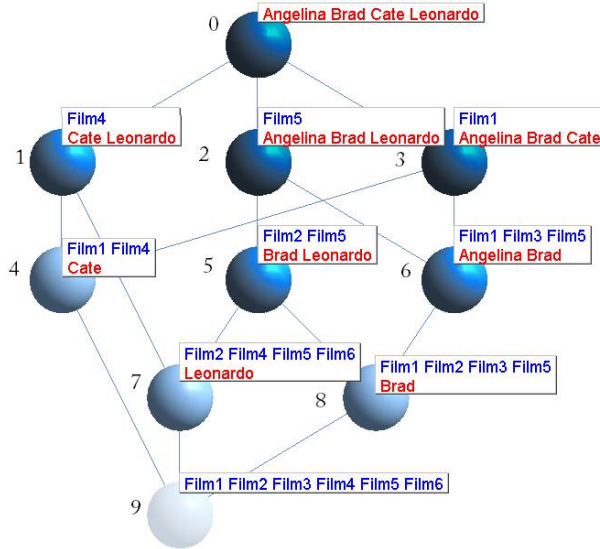 0
Angelina Brad Cate Leonardo
1
Film4
Cate Leonardo
2
Film5
Angelina Brad Leonardo
3
Film1
Angelina Brad Cate
4
Film1 Film4
Cate
5
Film2 Film5
Brad Leonardo
6
Film1 Film3 Film5
Angelina Brad
7
Film2 Film4 Film5 Film6
Leonardo
8
Film1 Film2 Film3 Film5
Brad
9
Film1 Film2 Film3 Film4 Film5 Film6